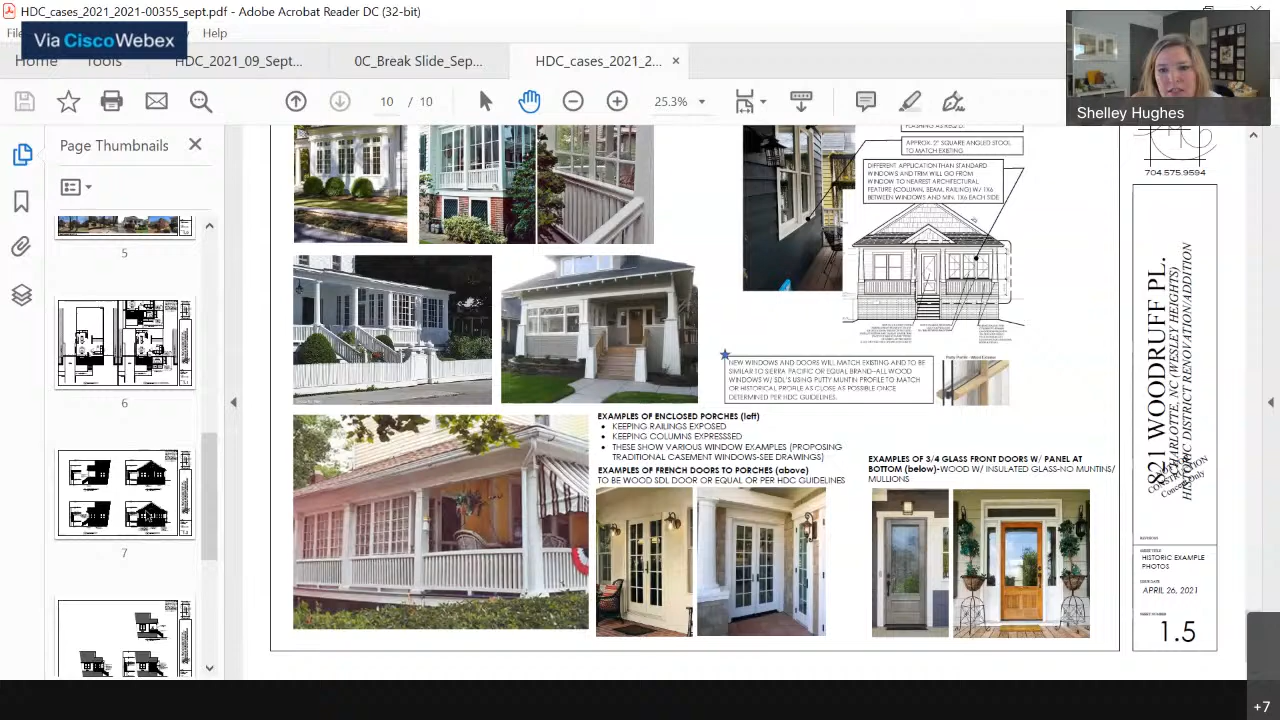 HDC_cases_2021_2021-00355_sept.pdf - Adobe Acrobat Reader DC (32-bit)
Help
Via Cisco Webex
Home
Tools
HDC_2021_09_Sept...
0C_Break Slide_Sep...
HDC_cases_2021_2...
10 / 10
25.3%
Shelley Hughes
Page Thumbnails
5
6
7
FLASHING AS REQ'D.
APPROX. 2" SQUARE ANGLED STOOL
TO MATCH EXISTING
DIFFERENT APPLICATION THAN STANDARD
WINDOWS AND TRIM WILL GO FROM
WINDOW TO NEAREST ARCHITECTURAL
FEATURE (COLUMN, BEAM, RAILING) W/ 1X6
BETWEEN WINDOWS AND MIN. 1X6 EACH SIDE
NEW WINDOWS AND DOORS WILL MATCH EXISTING AND TO BE
SIMILAR TO SIERRA PACIFIC OR EQUAL BRAND--ALL WOOD
WINDOWS W/ SDL'S USING PUTTY MUNTIN PROFILE TO MATCH
OR HISTORICAL PROFILE AS CLOSE AS POSSIBLE ONCE
DETERMINED PER HDC GUIDELINES.
Putty Profile - Wood Exterior
EXAMPLES OF ENCLOSED PORCHES (left)
• KEEPING RAILINGS EXPOSED
• KEEPING COLUMNS EXPRESSSED
• THESE SHOW VARIOUS WINDOW EXAMPLES (PROPOSING
TRADITIONAL CASEMENT WINDOWS-SEE DRAWINGS)
EXAMPLES OF FRENCH DOORS TO PORCHES (above)
TO BE WOOD SDL DOOR OR EQUAL OR PER HDC GUIDELINES
EXAMPLES OF 3/4 GLASS FRONT DOORS W/ PANEL AT
BOTTOM (below)-WOOD W/ INSULATED GLASS-NO MUNTINS/
MULLIONS
704.575.9594
821 WOODRUFF PL.
CHARLOTTE, NC (WESLEY HEIGHTS)
HISTORIC DISTRICT RENOVATION/ADDITION
HISTORIC EXAMPLE
PHOTOS
APRIL 26, 2021
1.5
+7